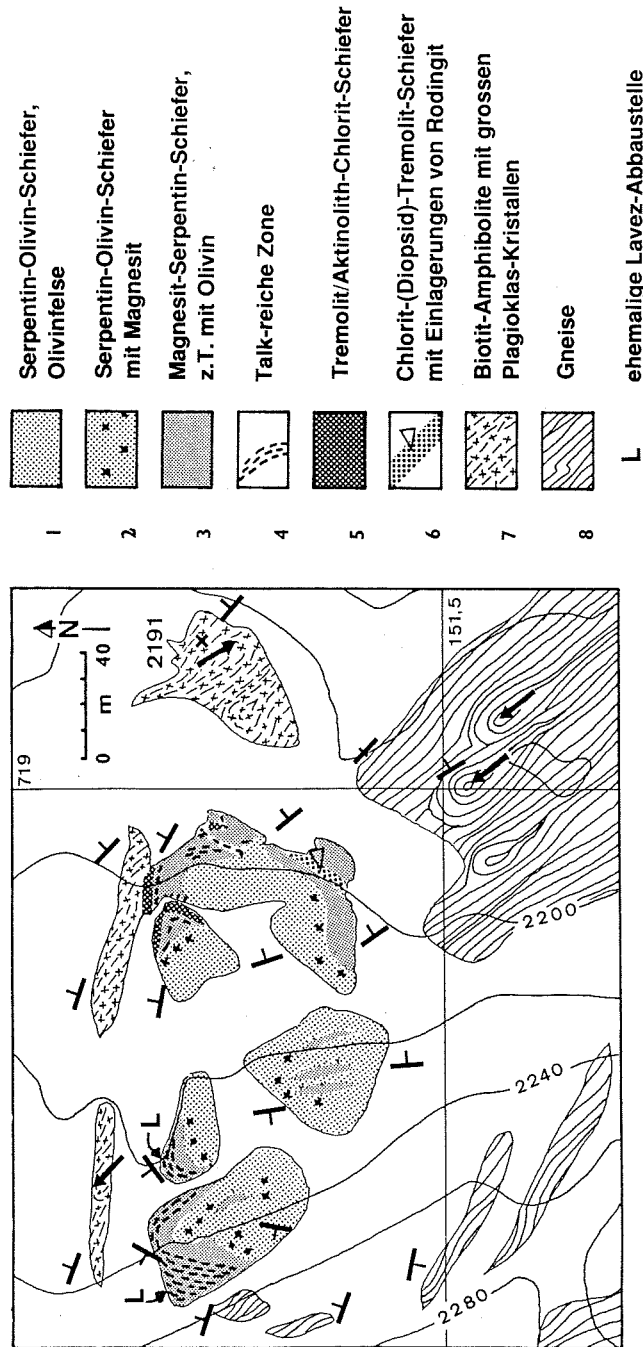 1 Serpentin-Olivin-Schiefer,
Olivinfelse
2 Serpentin-Olivin-Schiefer
mit Magnesit
3 Magnesit-Serpentin-Schiefer,
z.T. mit Olivin
4 Talk-reiche Zone
5 Tremolit/Aktinolith-Chlorit-Schiefer
6 Chlorit-(Diopsid)-Tremolit-Schiefer
mit Einlagerungen von Rodingit
7 Biotit-Amphibolite mit grossen
Plagioklas-Kristallen
8 Gneise
L ehemalige Lavez-Abbaustelle
719
N
0 m 40
2191
151,5
2200
2240
2280
L
L